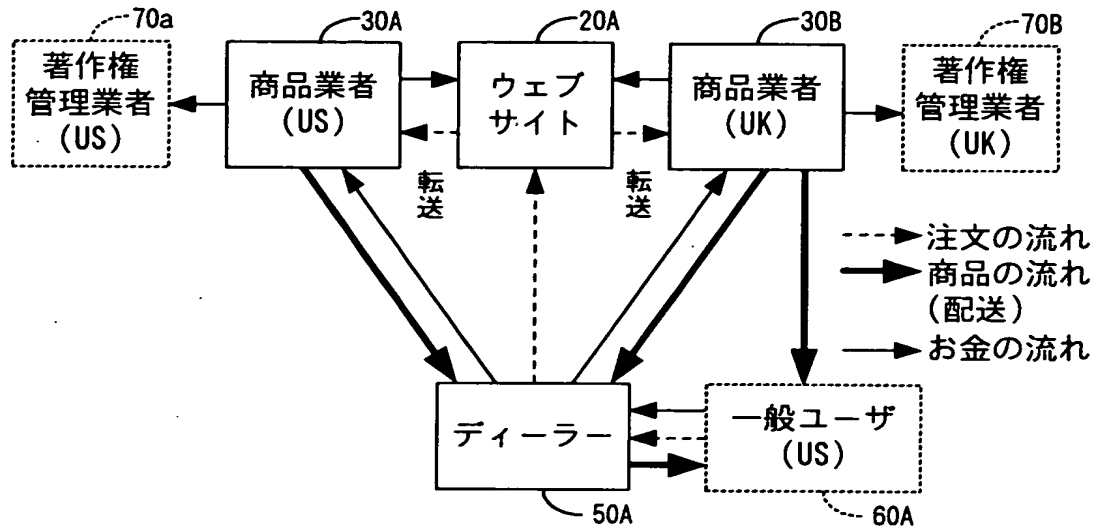 70a
30A
20A
30B
70B
著作権
管理業者
(US)
商品業者
(US)
ウェブ
サイト
商品業者
(UK)
著作権
管理業者
(UK)
転送
転送
注文の流れ
商品の流れ
(配送)
お金の流れ
ディーラー
一般ユーザ
(US)
50A
60A